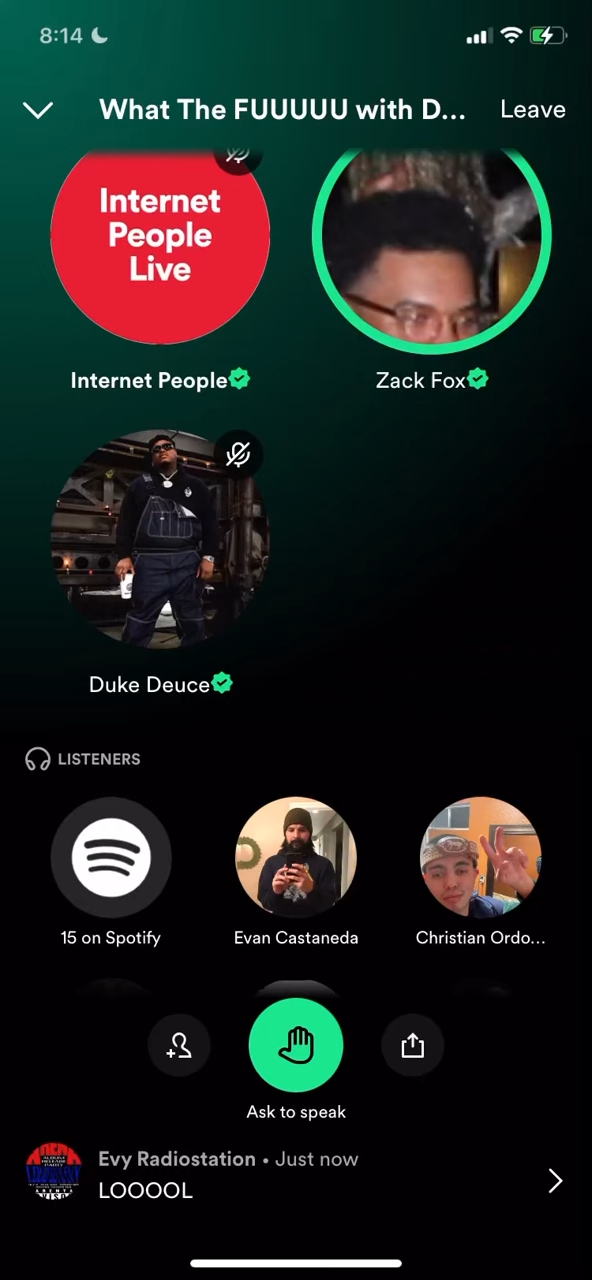 8:14
What The FUUUUU with D...
Leave
Internet
People
Live
Internet People
Zack Fox
Duke Deuce
LISTENERS
15 on Spotify
Evan Castaneda
Christian Ordo...
Ask to speak
Evy Radiostation • Just now
LOOOOL